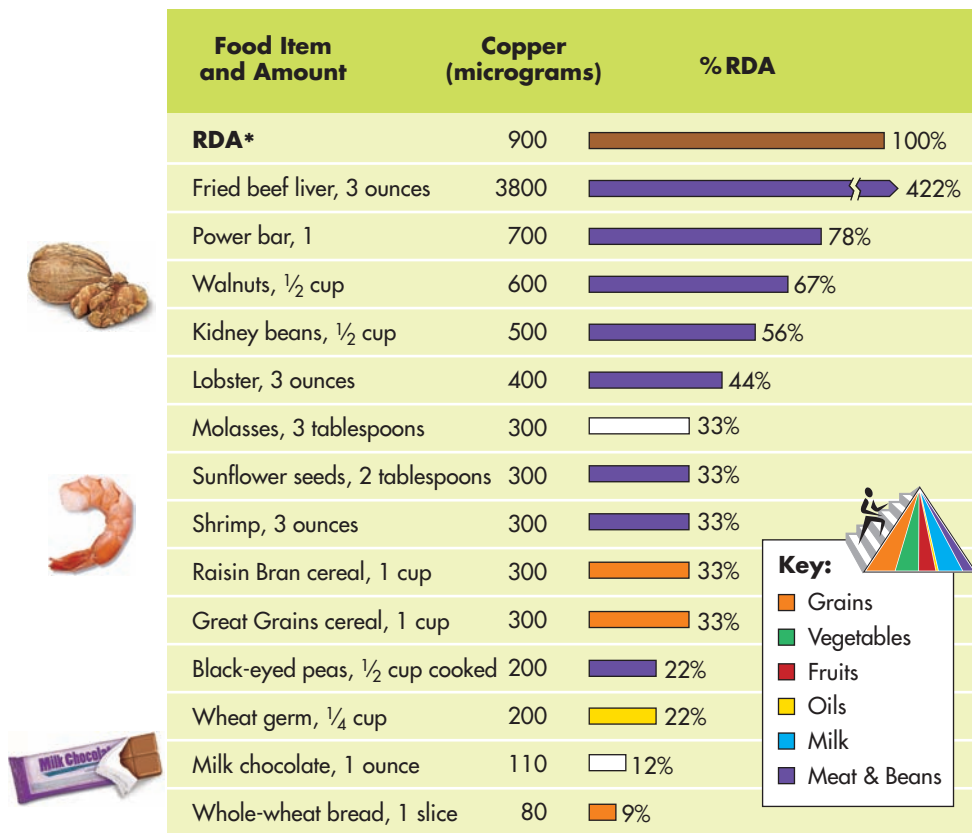 Food Item and Amount Copper (micrograms) % RDA
RDA* 900 100%
Fried beef liver, 3 ounces 3800 422%
Power bar, 1 700 78%
Walnuts, ½ cup 600 67%
Kidney beans, ½ cup 500 56%
Lobster, 3 ounces 400 44%
Molasses, 3 tablespoons 300 33%
Sunflower seeds, 2 tablespoons 300 33%
Shrimp, 3 ounces 300 33%
Raisin Bran cereal, 1 cup 300 33%
Great Grains cereal, 1 cup 300 33%
Black-eyed peas, ½ cup cooked 200 22%
Wheat germ, ¼ cup 200 22%
Milk chocolate, 1 ounce 110 12%
Whole-wheat bread, 1 slice 80 9%
Key:
Grains
Vegetables
Fruits
Oils
Milk
Meat & Beans